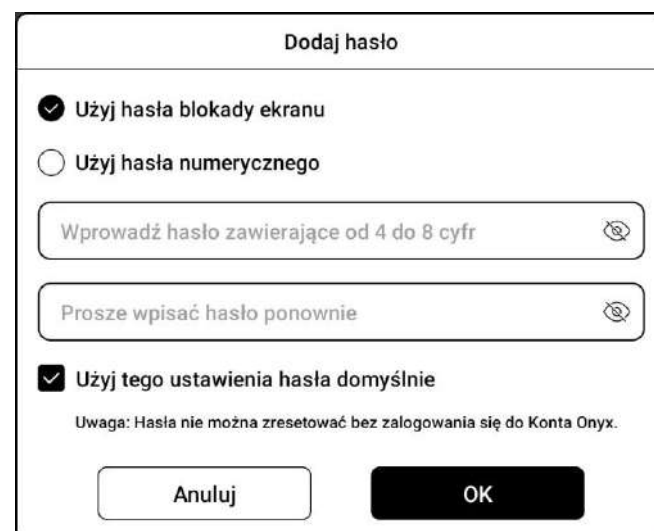 Dodaj hasło
Użyj hasła blokady ekranu
Użyj hasła numerycznego
Wprowadź hasło zawierające od 4 do 8 cyfr
Prosze wpisać hasło ponownie
Użyj tego ustawienia hasła domyślnie
Uwaga: Hasła nie można zresetować bez zalogowania się do Konta Onyx.
Anuluj
OK